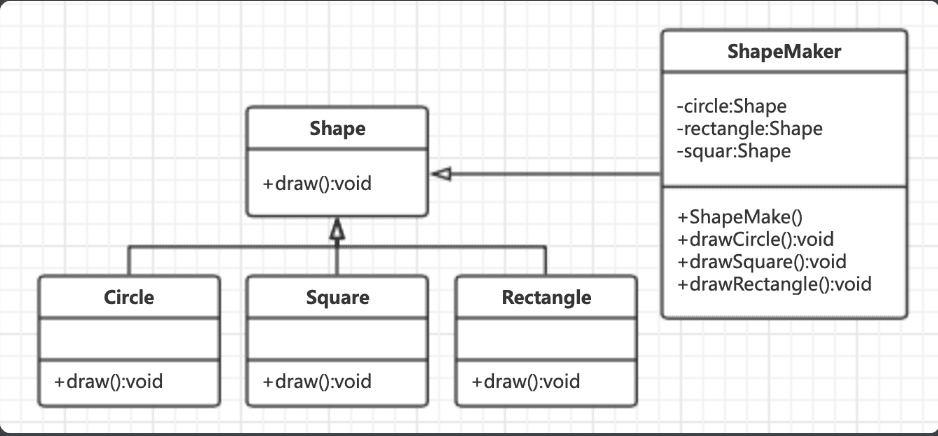 ShapeMaker
-circle:Shape
-rectangle:Shape
-squar:Shape
+ShapeMake()
+drawCircle():void
+drawSquare():void
+drawRectangle():void
Shape
+draw():void
Circle
+draw():void
Square
+draw():void
Rectangle
+draw():void